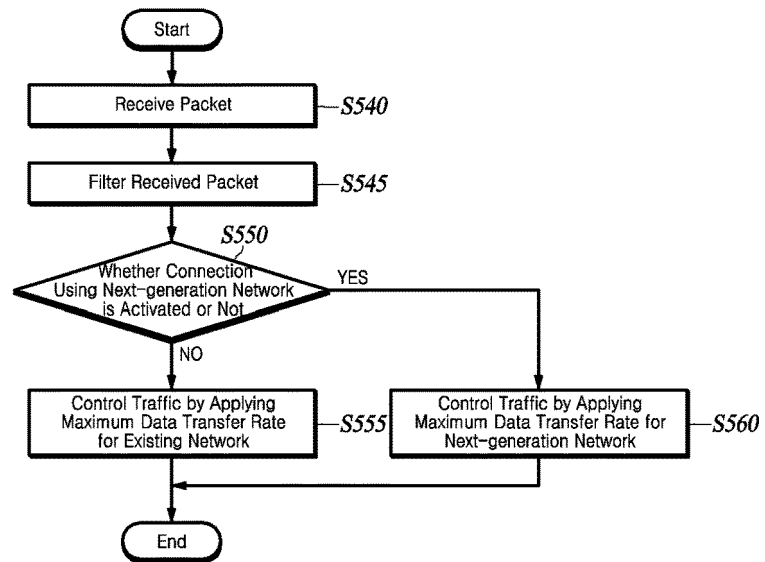 Start
Receive Packet
S540
Filter Received Packet
S545
S550
Whether Connection
Using Next-generation Network
is Activated or Not
YES
NO
Control Traffic by Applying
Maximum Data Transfer Rate
for Existing Network
S555
Control Traffic by Applying
Maximum Data Transfer Rate for
Next-generation Network
S560
End